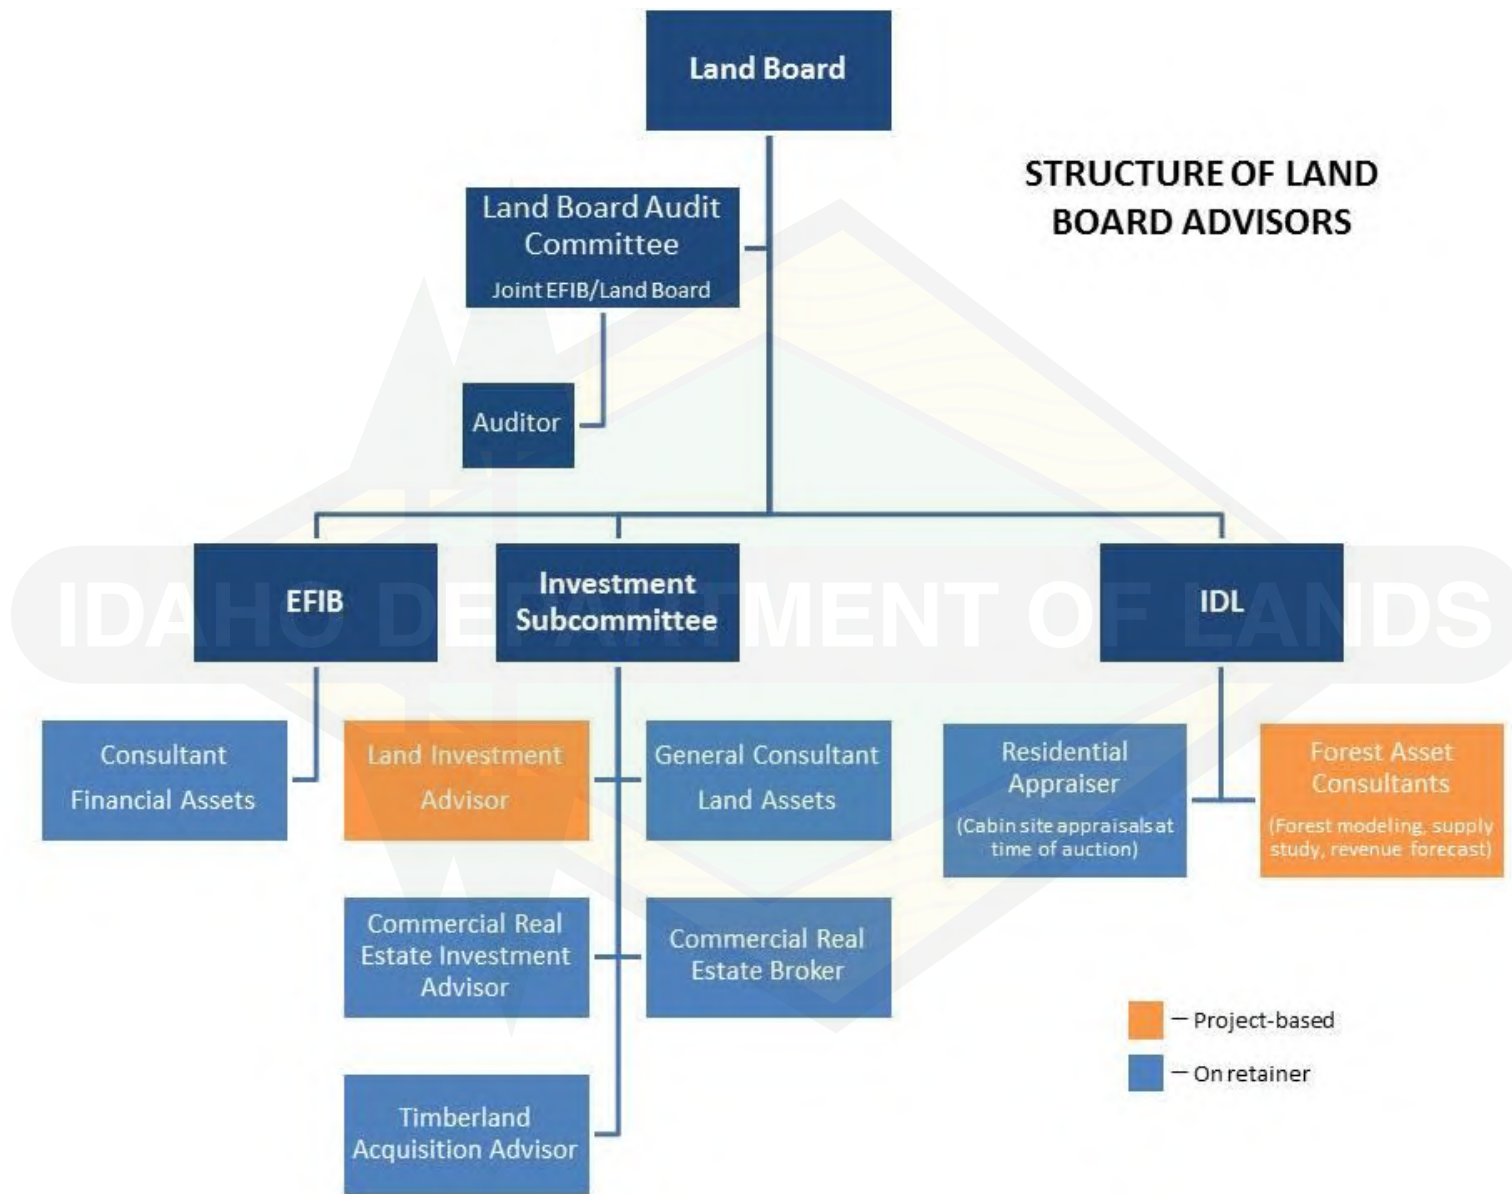 Land Board
STRUCTURE OF LAND
BOARD ADVISORS
Land Board Audit
Committee
Joint EFIB/Land Board
Auditor
EFIB
Investment
Subcommittee
IDL
IDAHO DEPARTMENT OF LANDS
Consultant
Financial Assets
Land Investment
Advisor
General Consultant
Land Assets
Residential
Appraiser
(Cabin site appraisals at
time of auction)
Forest Asset
Consultants
(Forest modeling, supply
study, revenue forecast)
Commercial Real
Estate Investment
Advisor
Commercial Real
Estate Broker
Timberland
Acquisition Advisor
– Project-based
– On retainer